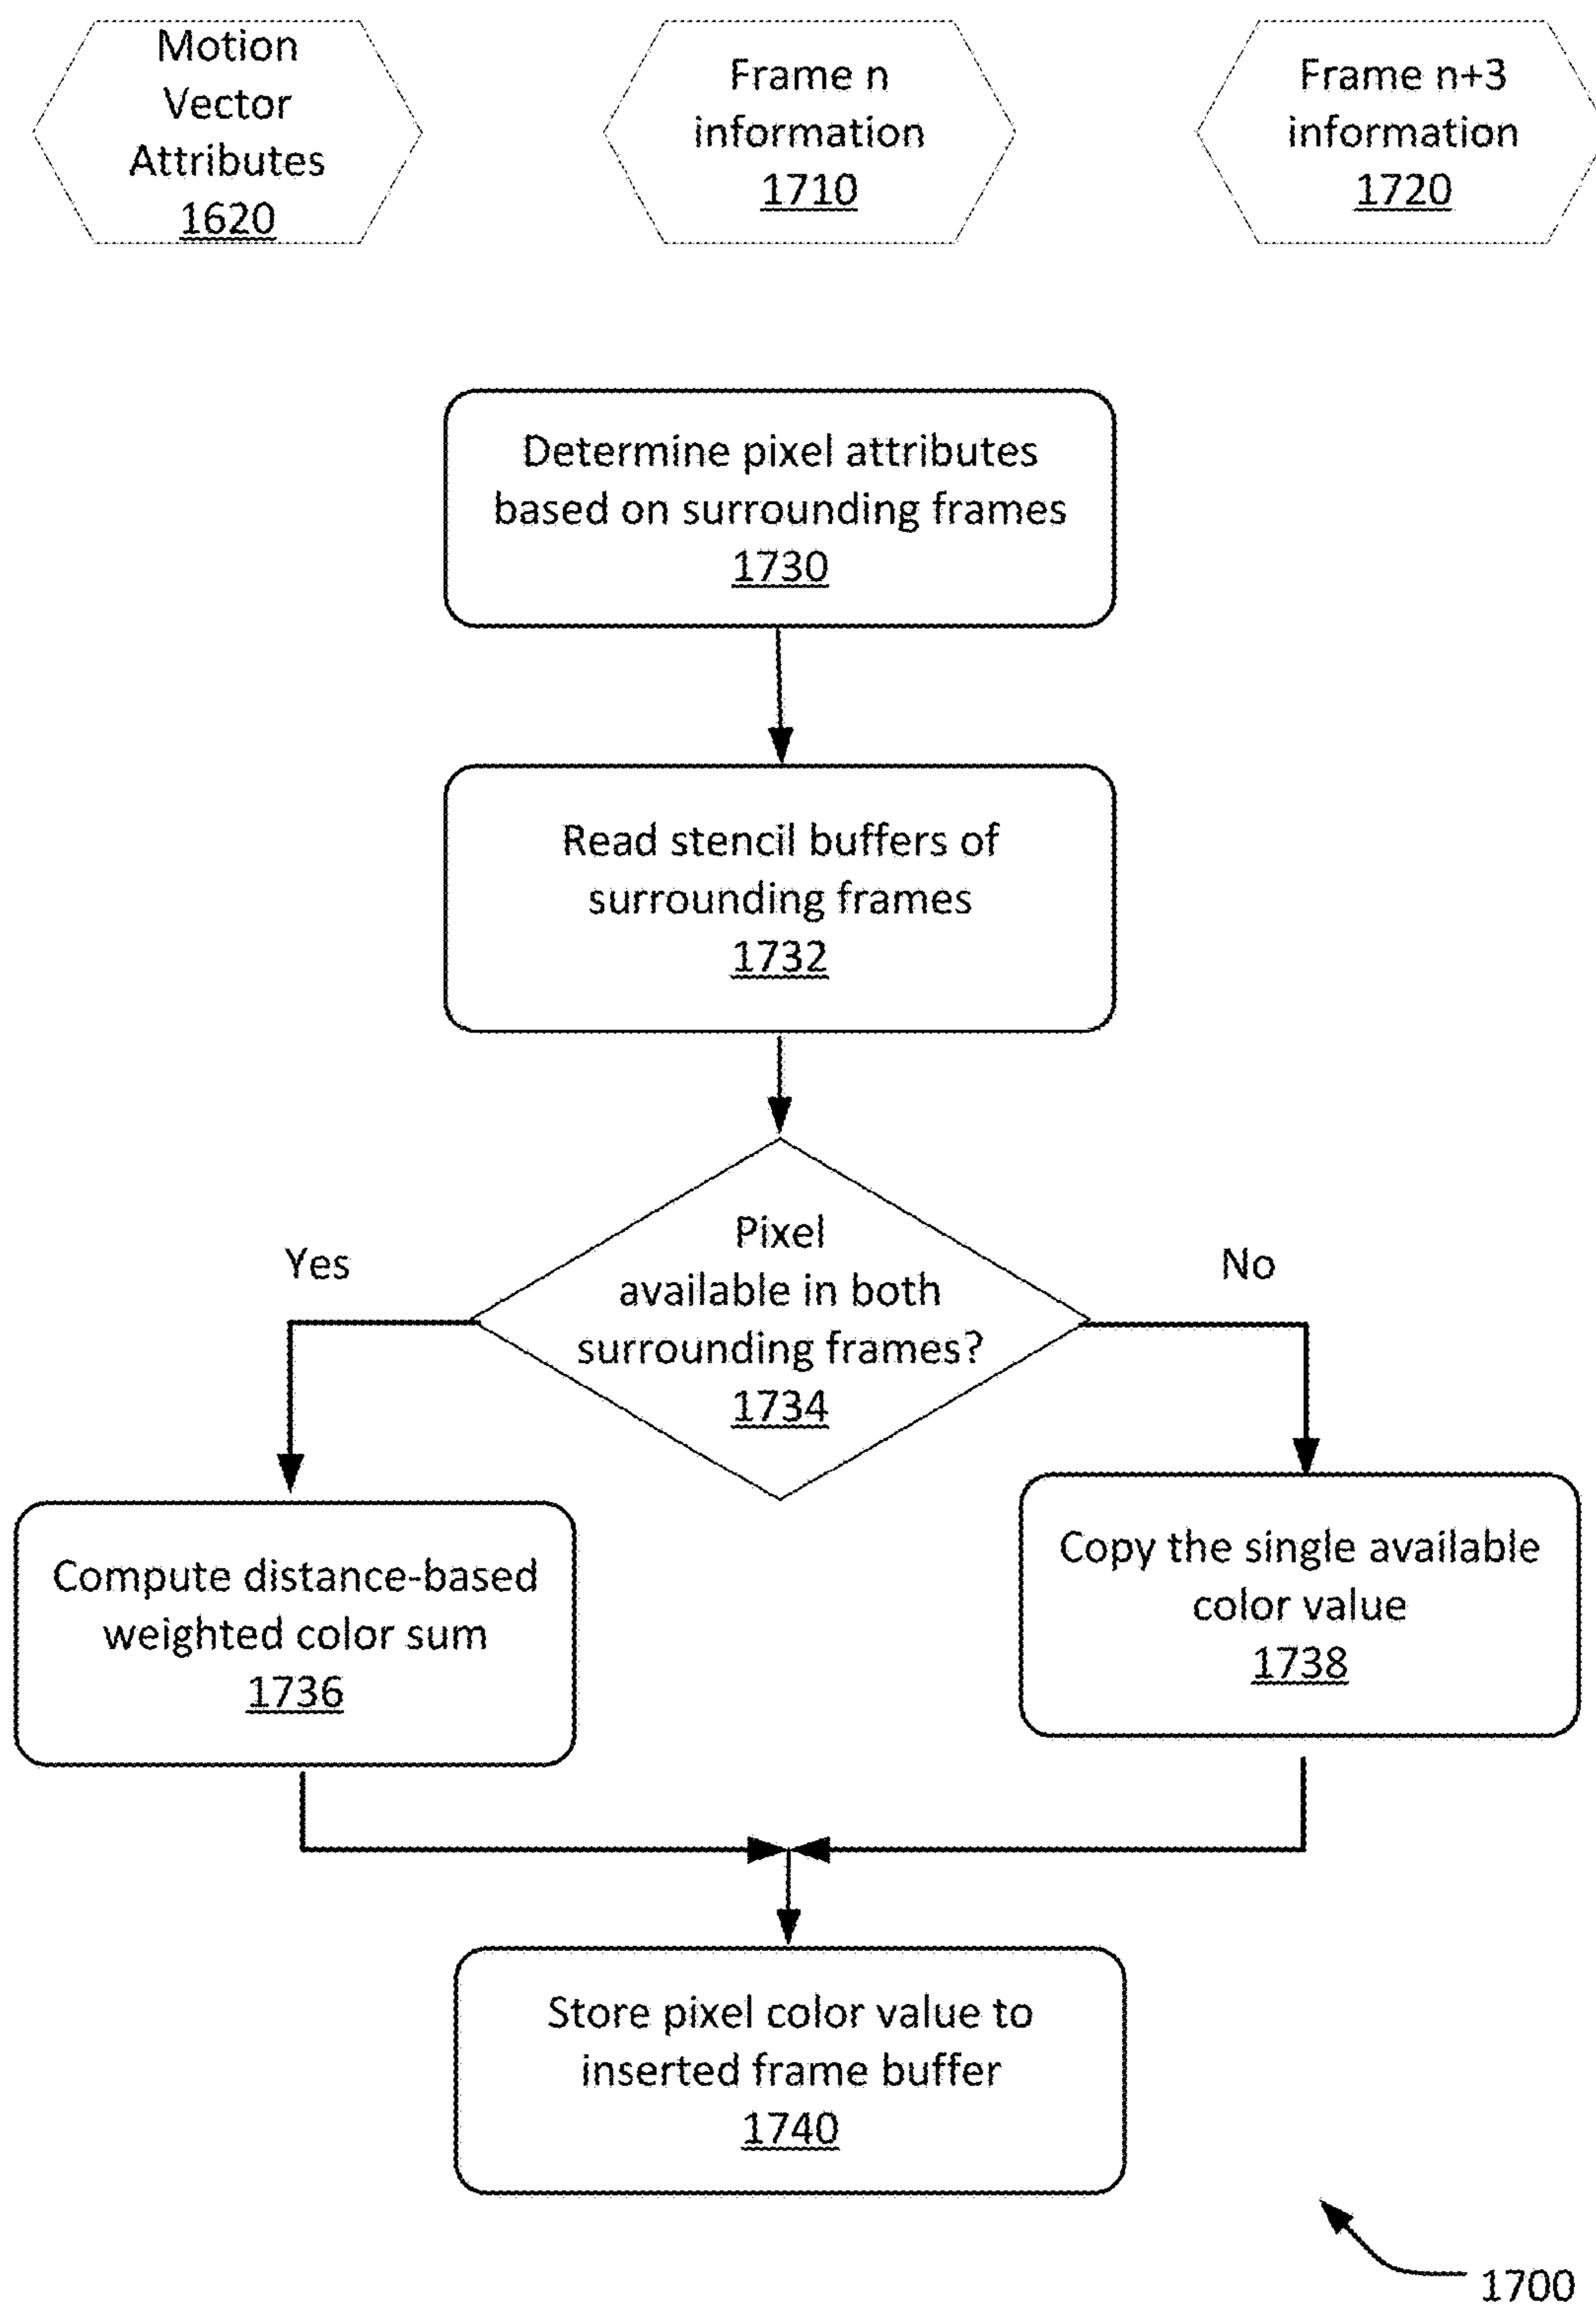 Motion
Vector
Attributes
1620
Frame n
information
1710
Frame n+3
information
1720
Determine pixel attributes
based on surrounding frames
1730
Read stencil buffers of
surrounding frames
1732
Pixel
available in both
surrounding frames?
1734
Yes
No
Compute distance-based
weighted color sum
1736
Copy the single available
color value
1738
Store pixel color value to
inserted frame buffer
1740
1700